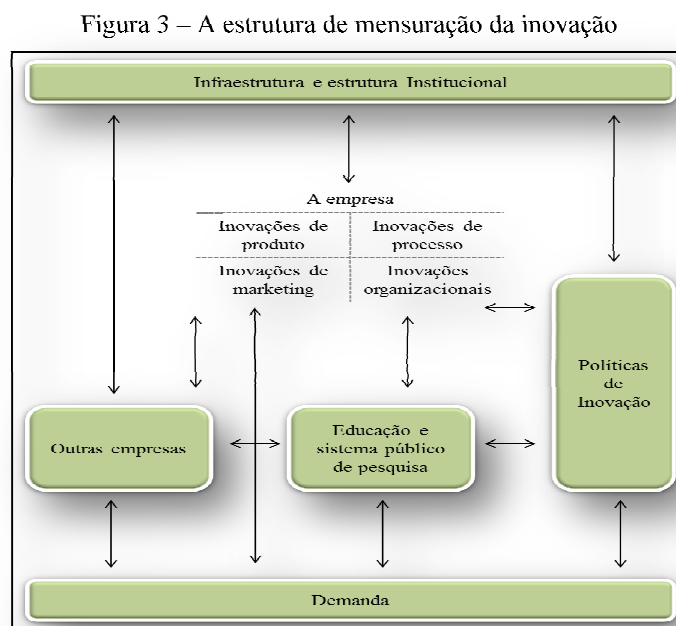 Figura 3 – A estrutura de mensuração da inovação
Infraestrutura e estrutura Institucional
A empresa
Inovações de
produto
Inovações de
processo
Inovações de
marketing
Inovações
organizacionais
Políticas
de
Inovação
Outras empresas
Educação e
sistema público
de pesquisa
Demanda